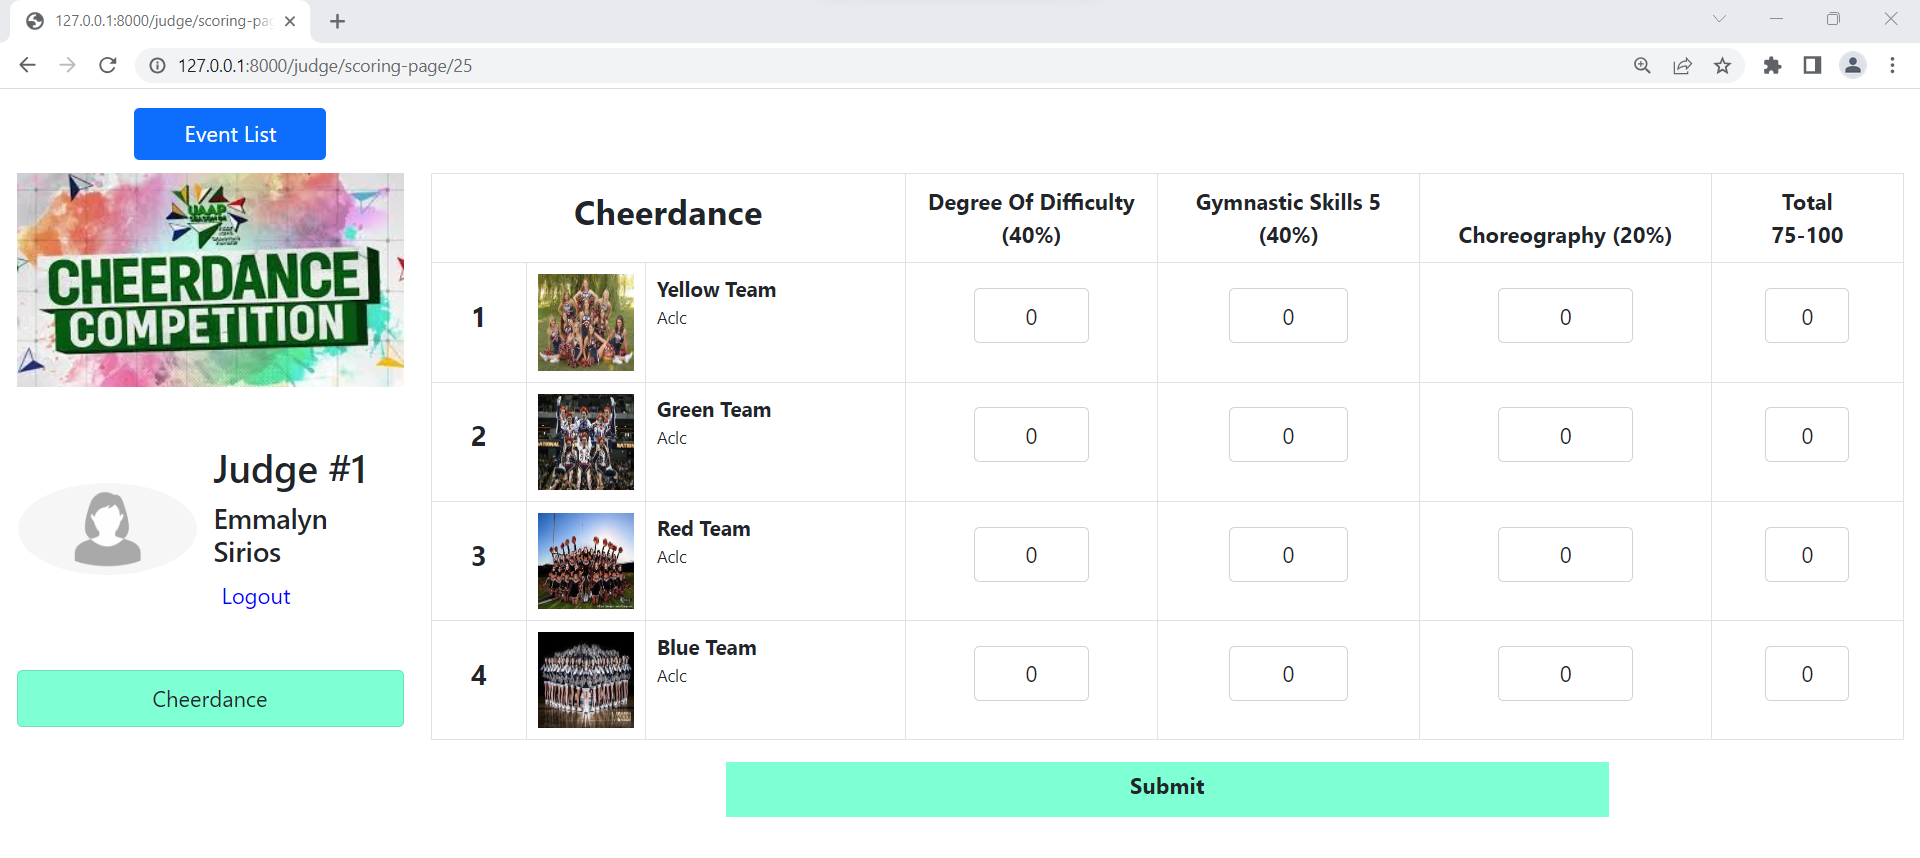 127.0.0.1:8000/judge/scoring-pag
127.0.0.1:8000/judge/scoring-page/25
Event List
UAAP
CHEERDANCE
COMPETITION
Judge #1
Emmalyn
Sirios
Logout
Cheerdance
Cheerdance
Degree Of Difficulty
(40%)
Gymnastic Skills 5
(40%)
Choreography (20%)
Total
75-100
1
Yellow Team
Aclc
0
0
0
0
2
Green Team
Aclc
0
0
0
0
3
Red Team
Aclc
0
0
0
0
4
Blue Team
Aclc
0
0
0
0
Submit